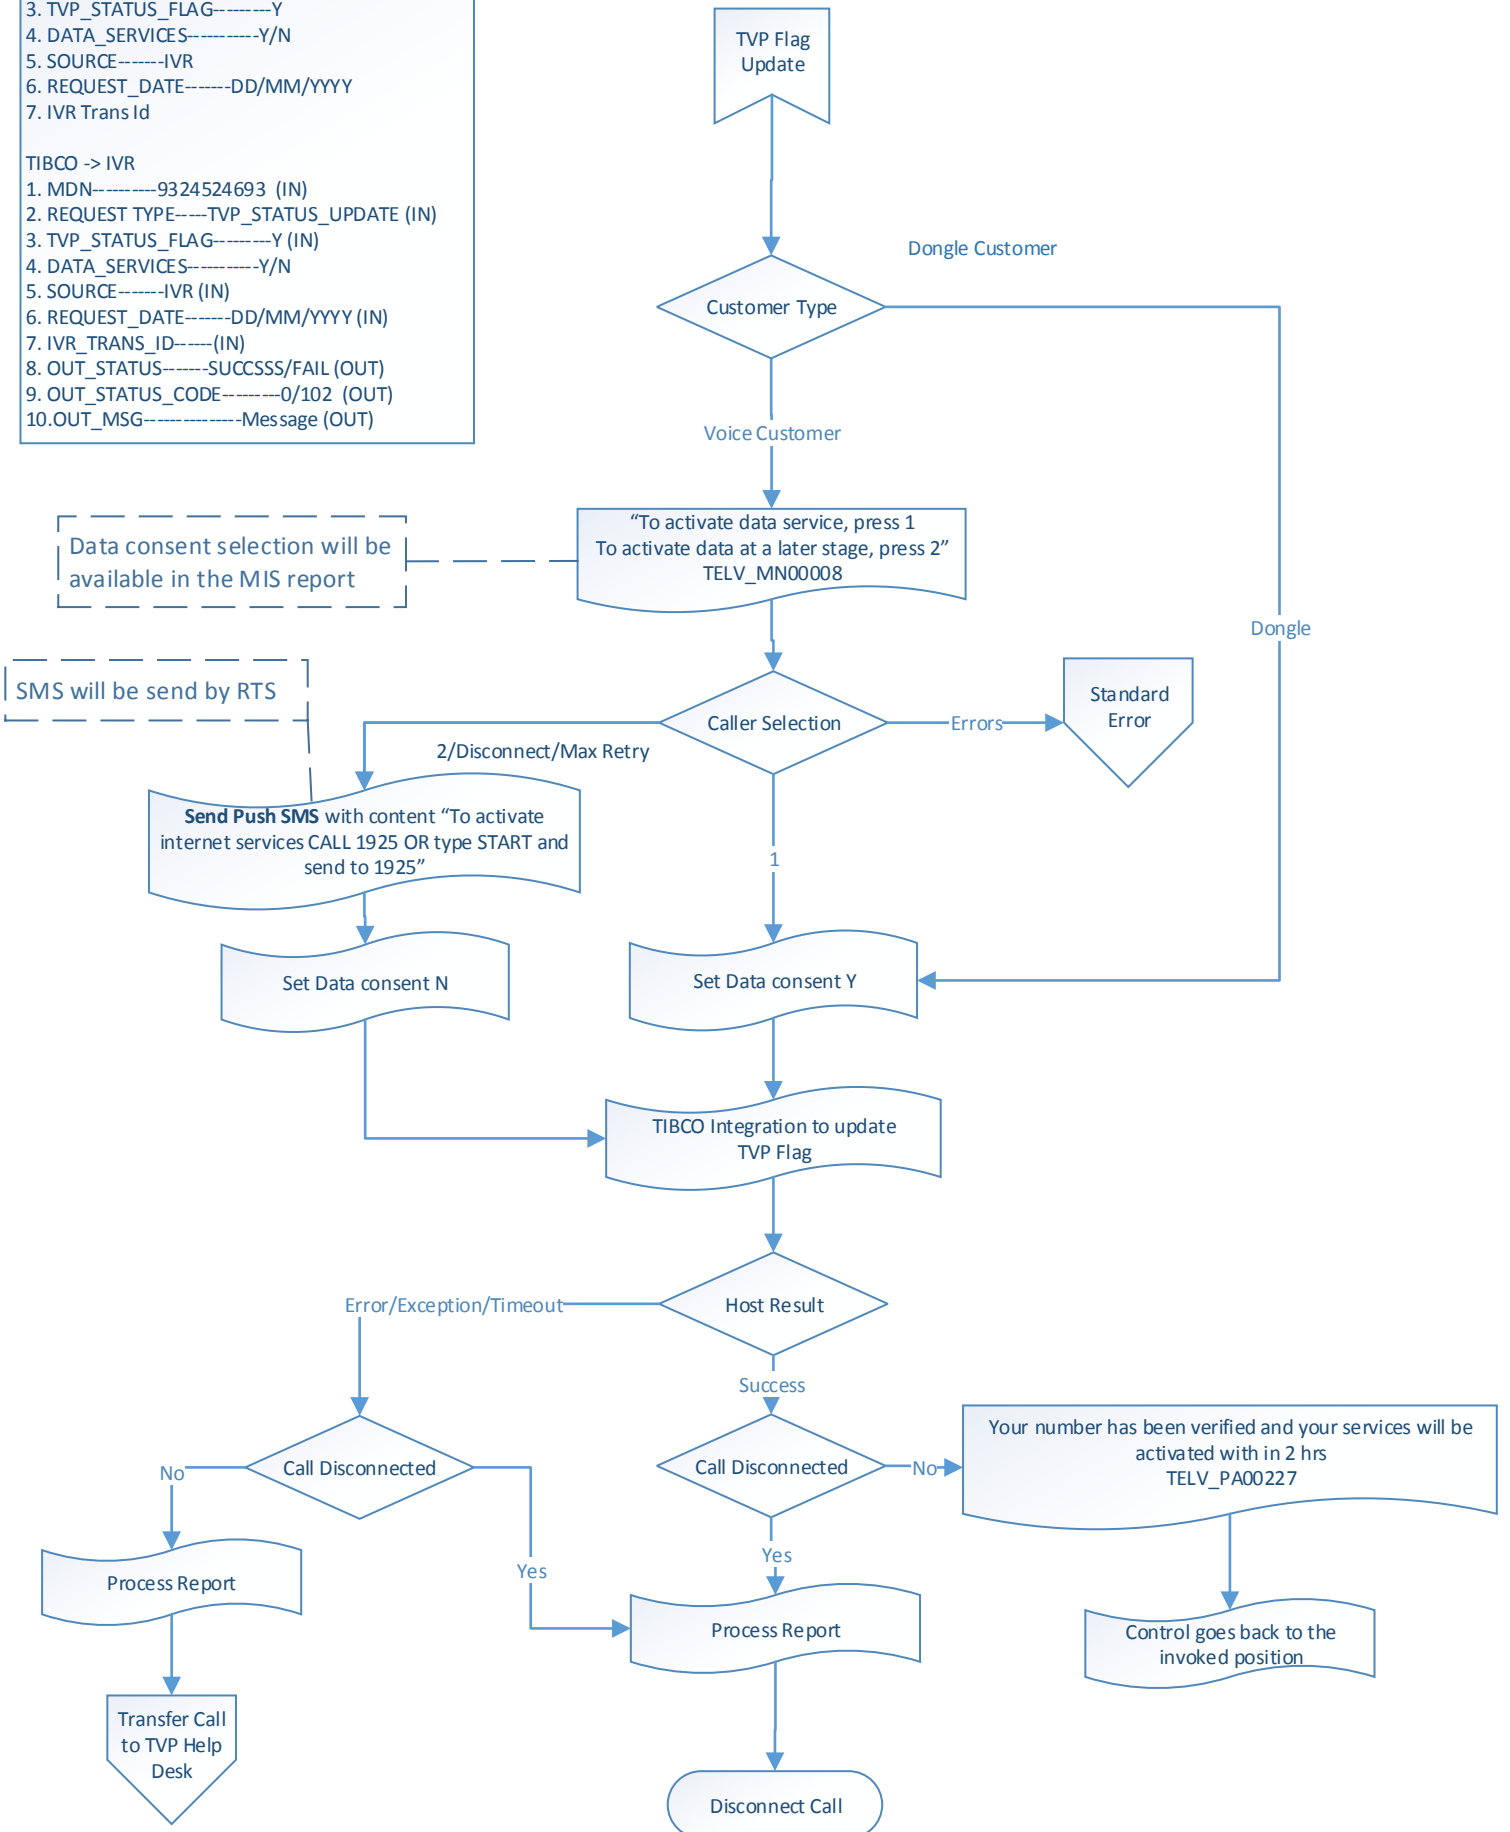 3. TVP_STATUS_FLAG---------Y
4. DATA_SERVICES-----------Y/N
5. SOURCE-------IVR
6. REQUEST_DATE-------DD/MM/YYYY
7. IVR Trans Id
TIBCO -> IVR
1. MDN----------9324524693 (IN)
2. REQUEST TYPE-----TVP_STATUS_UPDATE (IN)
3. TVP_STATUS_FLAG---------Y (IN)
4. DATA_SERVICES-----------Y/N
5. SOURCE-------IVR (IN)
6. REQUEST_DATE-------DD/MM/YYYY (IN)
7. IVR_TRANS_ID------(IN)
8. OUT_STATUS-------SUCCSSS/FAIL (OUT)
9. OUT_STATUS_CODE---------0/102 (OUT)
10.OUT_MSG---------------Message (OUT)
TVP Flag
Update
Dongle Customer
Customer Type
Voice Customer
“To activate data service, press 1
To activate data at a later stage, press 2”
TELV_MN00008
Data consent selection will be
available in the MIS report
Dongle
SMS will be send by RTS
Standard
Error
Caller Selection
Errors
2/Disconnect/Max Retry
Send Push SMS with content “To activate
internet services CALL 1925 OR type START and
send to 1925”
1
Set Data consent N
Set Data consent Y
TIBCO Integration to update
TVP Flag
Host Result
Error/Exception/Timeout
Success
Your number has been verified and your services will be
activated with in 2 hrs
TELV_PA00227
Call Disconnected
No
Call Disconnected
No
Yes
Yes
Process Report
Process Report
Control goes back to the
invoked position
Transfer Call
to TVP Help
Desk
Disconnect Call